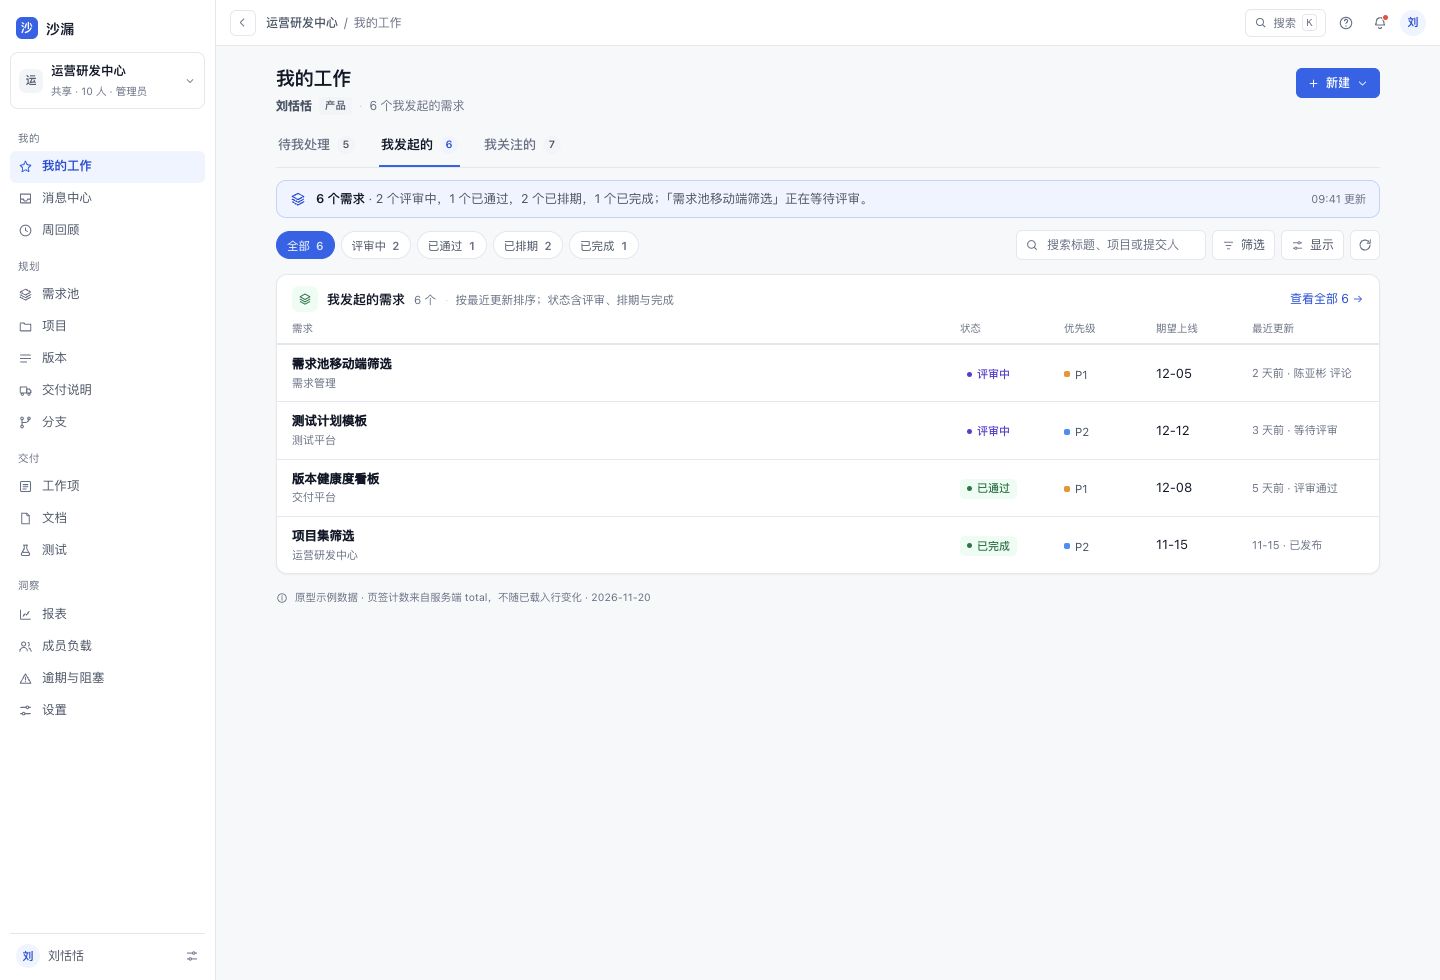 沙 沙漏
运 运营研发中心
共享 · 10 人 · 管理员
我的
我的工作
消息中心
周回顾
规划
需求池
项目
版本
交付说明
分支
交付
工作项
文档
测试
洞察
报表
成员负载
逾期与阻塞
设置
刘 刘恬恬
运营研发中心 / 我的工作
搜索 K 刘
我的工作
刘恬恬 产品 · 6 个我发起的需求
+ 新建
待我处理 5 我发起的 6 我关注的 7
6 个需求 · 2 个评审中，1 个已通过，2 个已排期，1 个已完成；「需求池移动端筛选」正在等待评审。 09:41 更新
全部 6 评审中 2 已通过 1 已排期 2 已完成 1 搜索标题、项目或提交人 筛选 显示
我发起的需求 6 个 · 按最近更新排序；状态含评审、排期与完成 查看全部 6 →
需求 状态 优先级 期望上线 最近更新
需求池移动端筛选
需求管理
评审中 P1 12-05 2 天前 · 陈亚彬 评论
测试计划模板
测试平台
评审中 P2 12-12 3 天前 · 等待评审
版本健康度看板
交付平台
已通过 P1 12-08 5 天前 · 评审通过
项目集筛选
运营研发中心
已完成 P2 11-15 11-15 · 已发布
原型示例数据 · 页签计数来自服务端 total，不随已载入行变化 · 2026-11-20